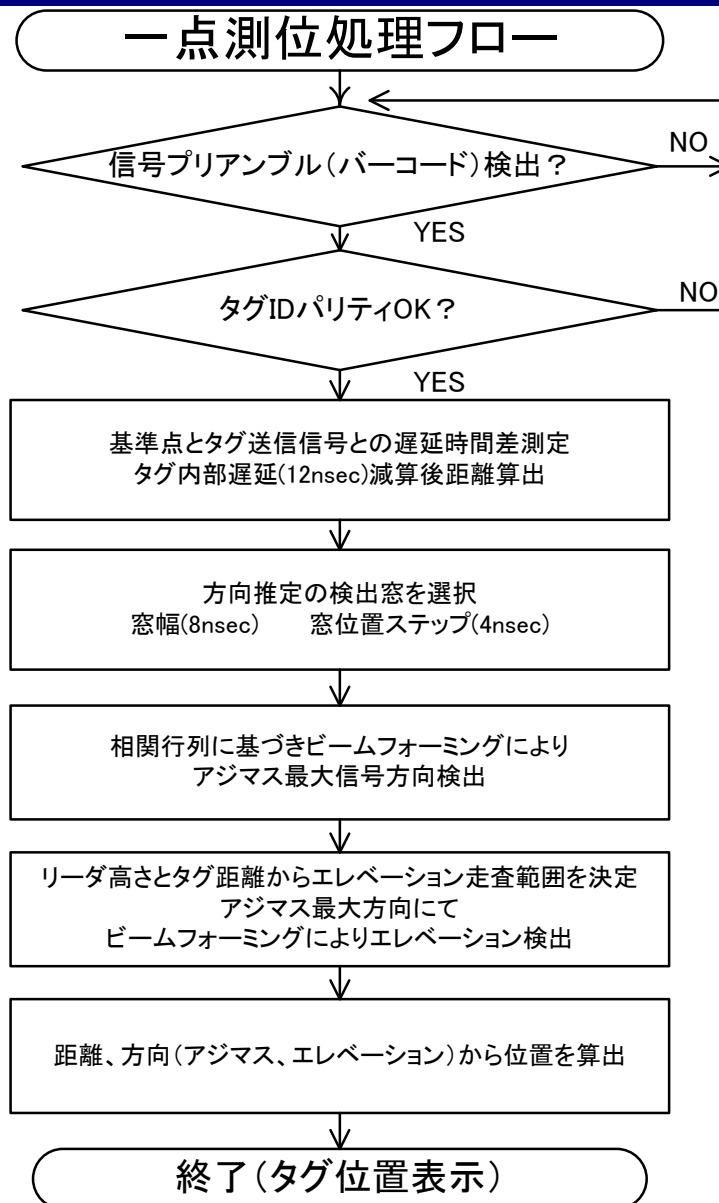 一点測位処理フロー
信号プリアンブル(バーコード)検出?
NO
YES
タグIDパリティOK?
NO
YES
基準点とタグ送信信号との遅延時間差測定
タグ内部遅延(12nsec)減算後距離算出
方向推定の検出窓を選択
窓幅(8nsec) 窓位置ステップ(4nsec)
相関行列に基づきビームフォーミングにより
アジマス最大信号方向検出
リーダ高さとタグ距離からエレベーション走査範囲を決定
アジマス最大方向にて
ビームフォーミングによりエレベーション検出
距離、方向(アジマス、エレベーション)から位置を算出
終了(タグ位置表示)